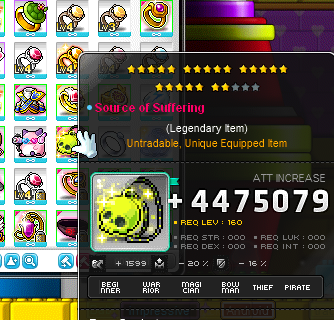 Source of Suffering
(Legendary Item)
Untradable, Unique Equipped Item
ATT INCREASE
+ 4475079
REQ LEV : 160
REQ STR : 000 REQ LUK : 000
REQ DEX : 000 REQ INT : 000
+ 1599 - 20 % - 16 %
BEGINNER WARRIOR MAGICIAN BOWMAN THIEF PIRATE